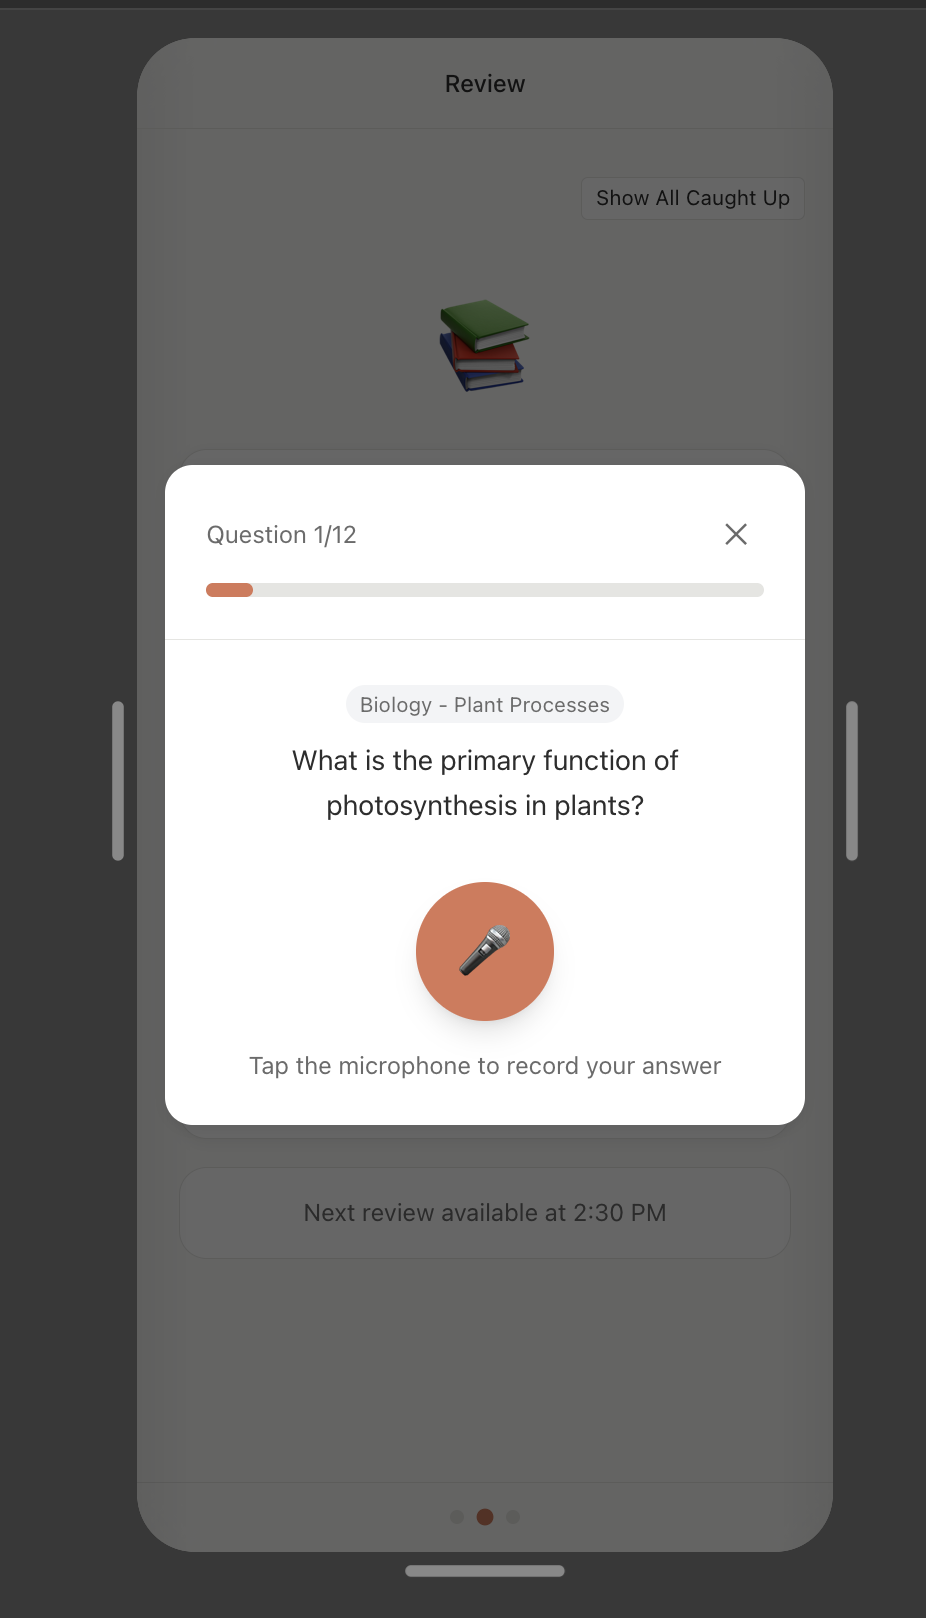 Review
Show All Caught Up
Question 1/12
Biology - Plant Processes
What is the primary function of
photosynthesis in plants?
Tap the microphone to record your answer
Next review available at 2:30 PM